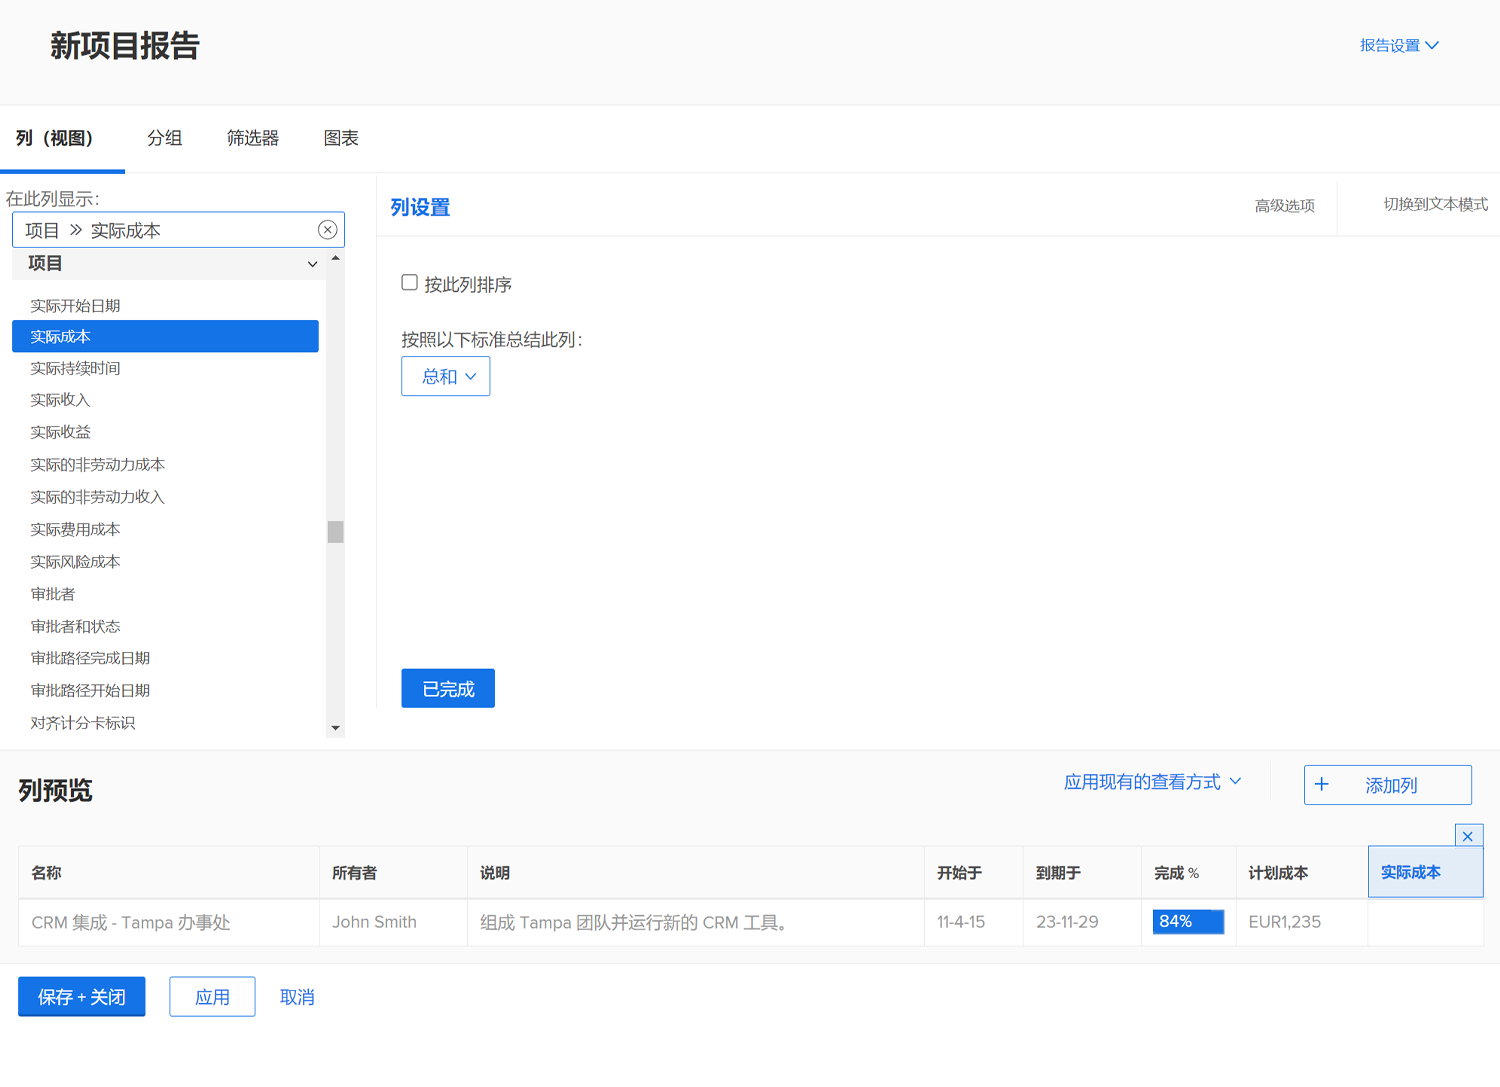 新项目报告
报告设置
列（视图）
分组
筛选器
图表
在此列显示：
项目 » 实际成本
项目
实际开始日期
实际成本
实际持续时间
实际收入
实际收益
实际的非劳动力成本
实际的非劳动力收入
实际费用成本
实际风险成本
审批者
审批者和状态
审批路径完成日期
审批路径开始日期
对齐计分卡标识
列设置
高级选项
切换到文本模式
按此列排序
按照以下标准总结此列：
总和
已完成
列预览
应用现有的查看方式
+ 添加列
名称 所有者 说明 开始于 到期于 完成 % 计划成本 实际成本
CRM 集成 - Tampa 办事处 John Smith 组成 Tampa 团队并运行新的 CRM 工具。 11-4-15 23-11-29 84% EUR1,235
保存 + 关闭
应用
取消